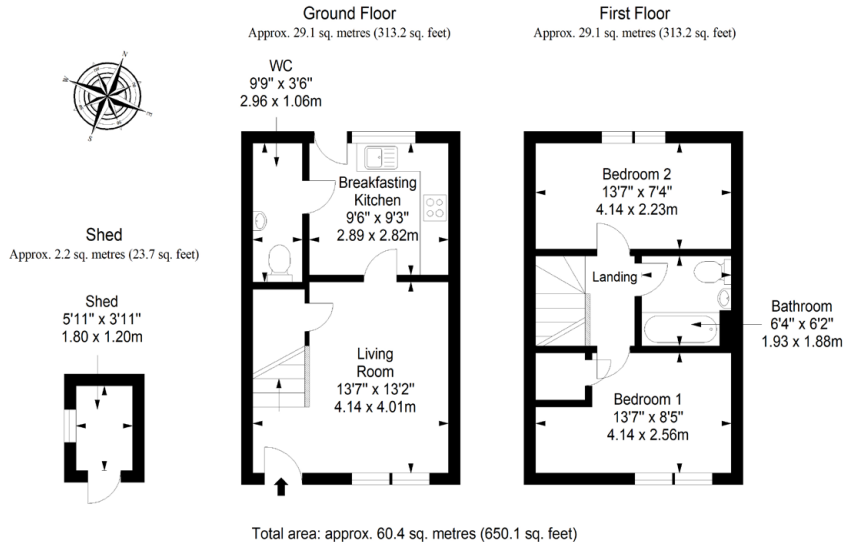 Ground Floor
Approx. 29.1 sq. metres (313.2 sq. feet)
First Floor
Approx. 29.1 sq. metres (313.2 sq. feet)
N
W
E
S
WC
9'9" x 3'6"
2.96 x 1.06m
Breakfasting
Kitchen
9'6" x 9'3"
2.89 x 2.82m
Living
Room
13'7" x 13'2"
4.14 x 4.01m
Bedroom 2
13'7" x 7'4"
4.14 x 2.23m
Landing
Bathroom
6'4" x 6'2"
1.93 x 1.88m
Bedroom 1
13'7" x 8'5"
4.14 x 2.56m
Shed
Approx. 2.2 sq. metres (23.7 sq. feet)
Shed
5'11" x 3'11"
1.80 x 1.20m
Total area: approx. 60.4 sq. metres (650.1 sq. feet)